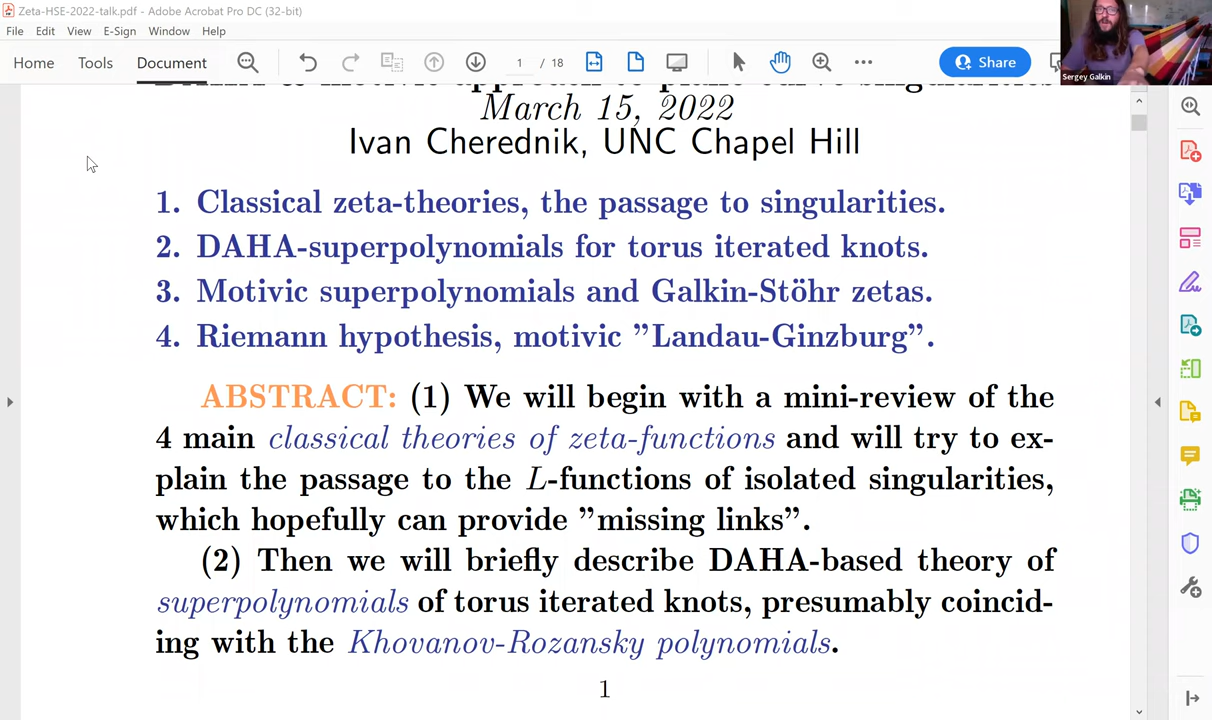 Zeta-HSE-2022-talk.pdf - Adobe Acrobat Pro DC (32-bit)
File Edit View E-Sign Window Help
Home Tools Document 1 / 18 Share
Sergey Galkin
March 15, 2022
Ivan Cherednik, UNC Chapel Hill
1. Classical zeta-theories, the passage to singularities.
2. DAHA-superpolynomials for torus iterated knots.
3. Motivic superpolynomials and Galkin-Stöhr zetas.
4. Riemann hypothesis, motivic ”Landau-Ginzburg”.
ABSTRACT: (1) We will begin with a mini-review of the
4 main classical theories of zeta-functions and will try to ex-
plain the passage to the L-functions of isolated singularities,
which hopefully can provide ”missing links”.
(2) Then we will briefly describe DAHA-based theory of
superpolynomials of torus iterated knots, presumably coincid-
ing with the Khovanov-Rozansky polynomials.
1